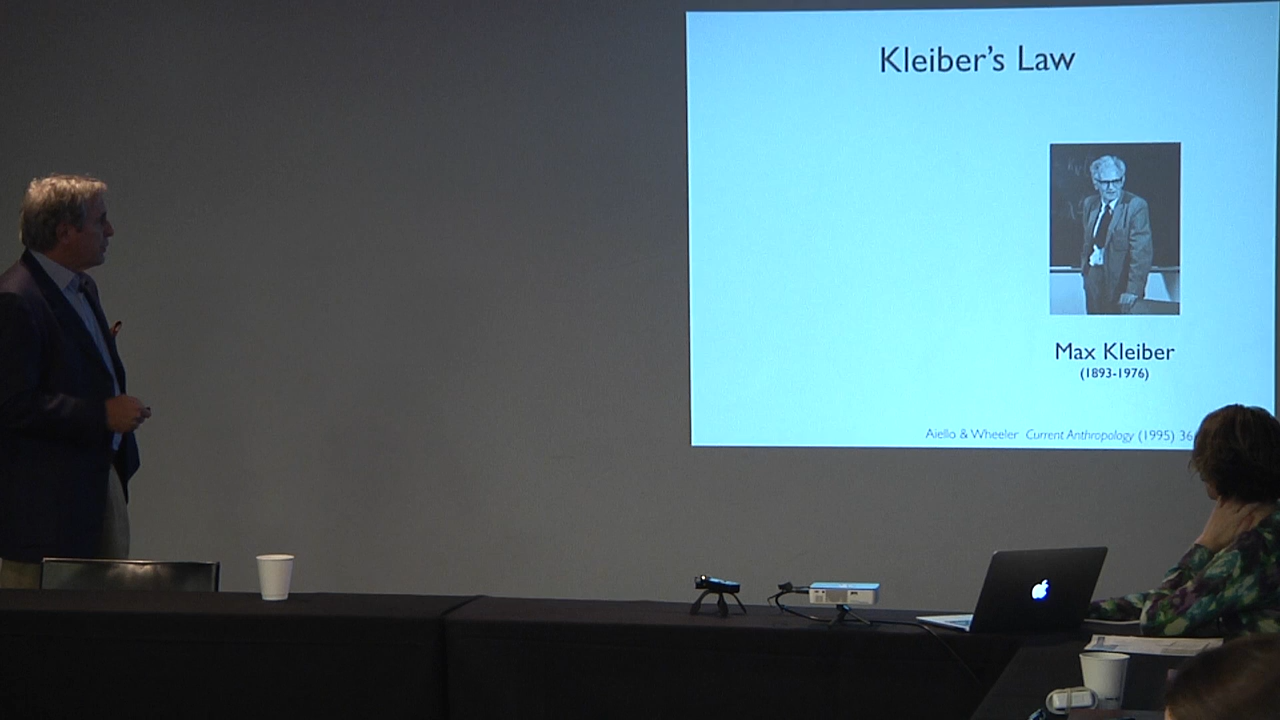 Kleiber’s Law
Max Kleiber
(1893-1976)
Aiello & Wheeler Current Anthropology (1995) 36